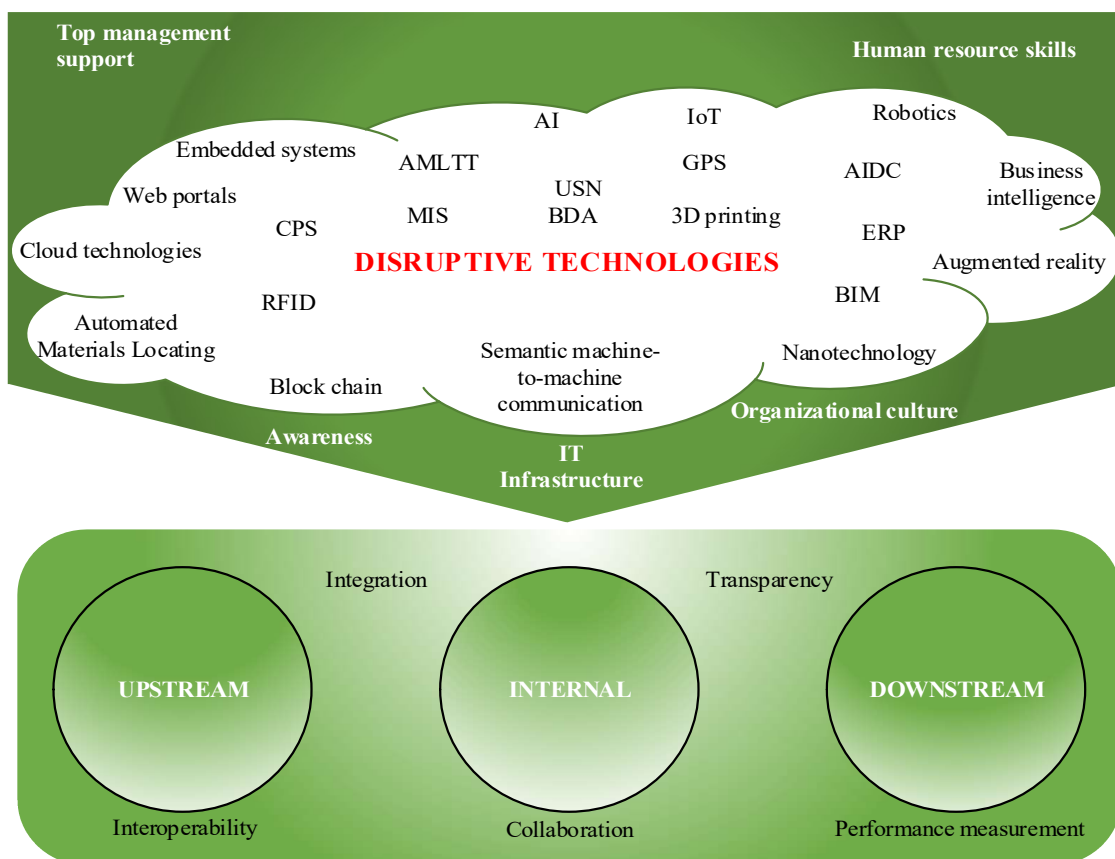 Top management
support
Human resource skills
AI
IoT
Robotics
Embedded systems
AMLTT
GPS
AIDC
Business
intelligence
Web portals
USN
CPS
MIS
BDA
3D printing
ERP
Cloud technologies
DISRUPTIVE TECHNOLOGIES
Augmented reality
RFID
BIM
Automated
Materials Locating
Semantic machine-
to-machine
communication
Nanotechnology
Block chain
Organizational culture
Awareness
IT
Infrastructure
Integration
Transparency
UPSTREAM
INTERNAL
DOWNSTREAM
Interoperability
Collaboration
Performance measurement